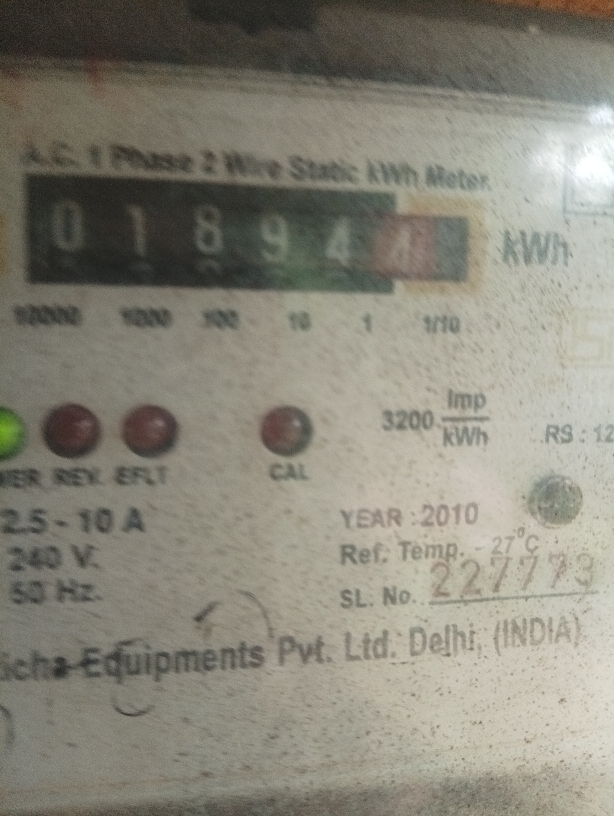 A.C. 1 Phase 2 Wire Static kWh Meter.
0 1 8 9 4 4 kWh
10000 1000 100 10 1 1/10
3200 Imp/kWh
RS : 12
REV. EFLT CAL
2.5 - 10 A
YEAR : 2010
240 V.
Ref. Temp. - 27°C
50 Hz.
SL. No. 227773
Equipments Pvt. Ltd. Delhi, (INDIA)